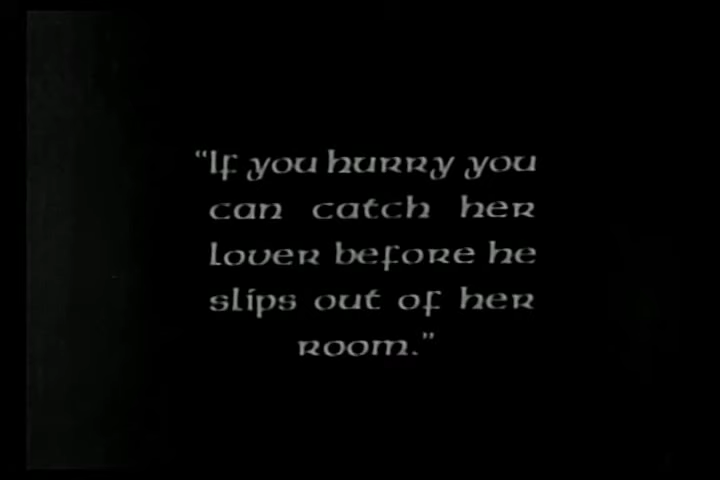 "If you hurry you
can catch her
lover before he
slips out of her
room."